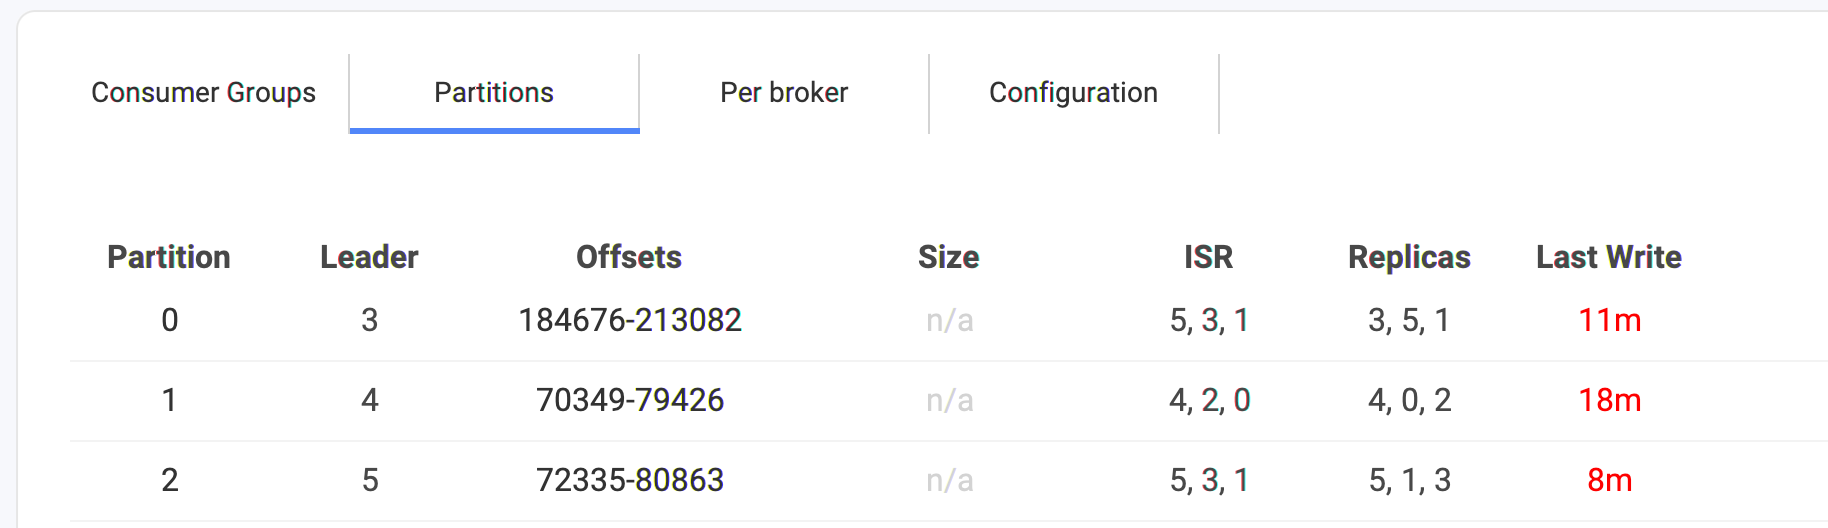 Consumer Groups Partitions Per broker Configuration
Partition Leader Offsets Size ISR Replicas Last Write
0 3 184676-213082 n/a 5, 3, 1 3, 5, 1 11m
1 4 70349-79426 n/a 4, 2, 0 4, 0, 2 18m
2 5 72335-80863 n/a 5, 3, 1 5, 1, 3 8m